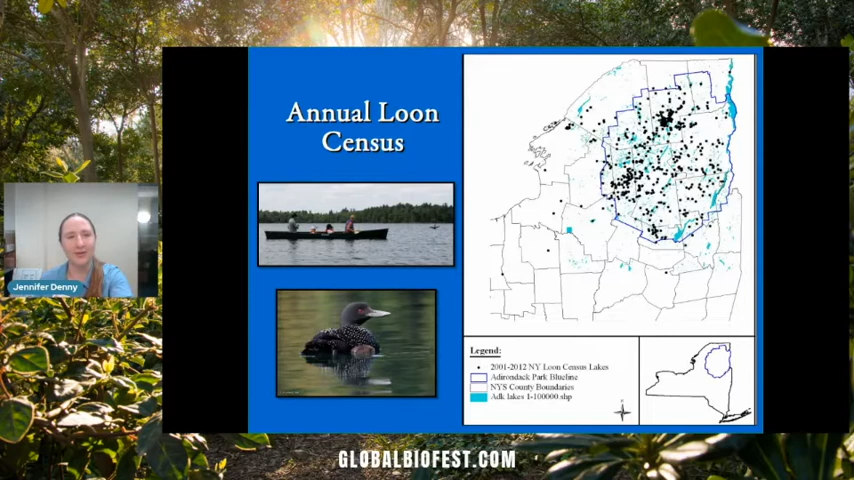 Annual Loon
Census
Jennifer Denny
Legend:
2001-2012 NY Loon Census Lakes
Adirondack Park Blueline
NYS County Boundaries
Adk lakes 1-100000 shp
GLOBALBIOFEST.COM